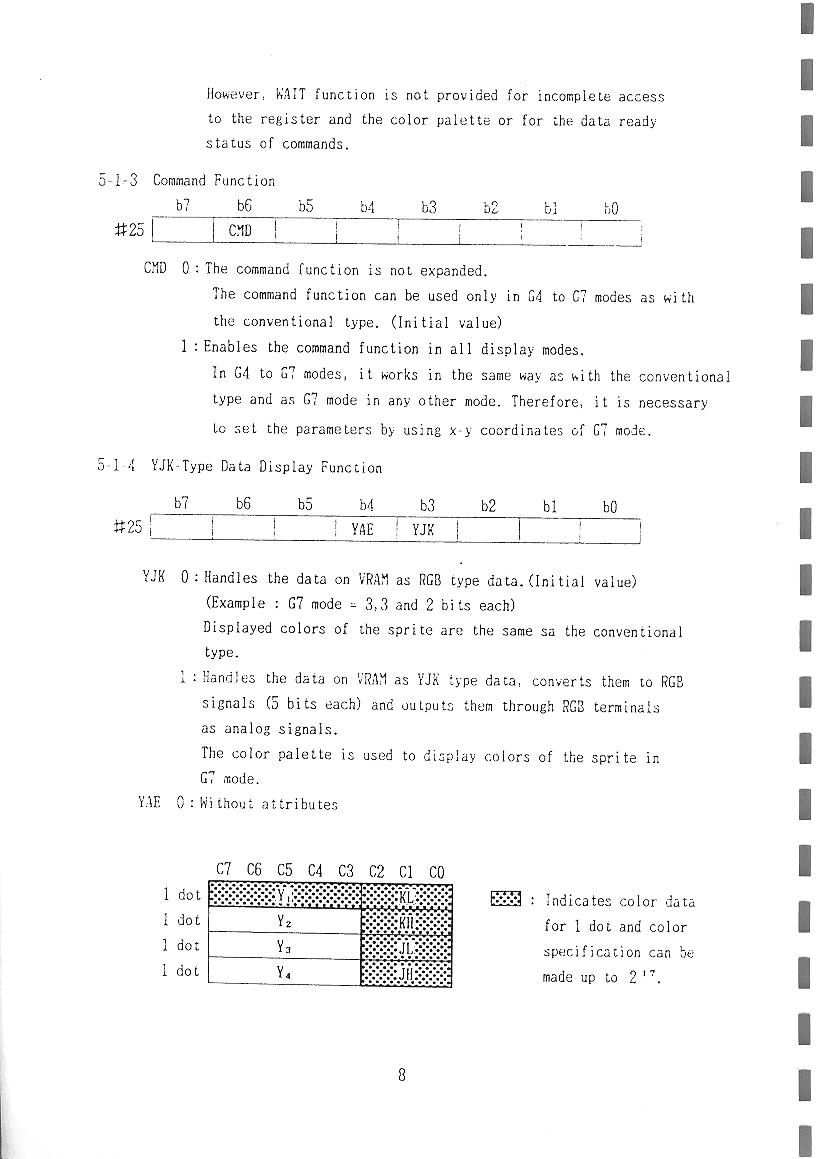 However, WAIT function is not provided for incomplete access
to the register and the color palette or for the data ready
status of commands.
5-1-3 Command Function
b7 b6 b5 b4 b3 b2 b1 b0
#25 CMD
CMD 0 : The command function is not expanded.
The command function can be used only in G4 to G7 modes as with
the conventional type. (Initial value)
1 : Enables the command function in all display modes.
In G4 to G7 modes, it works in the same way as with the conventional
type and as G7 mode in any other mode. Therefore, it is necessary
to set the parameters by using x-y coordinates of G7 mode.
5-1-4 YJK-Type Data Display Function
b7 b6 b5 b4 b3 b2 b1 b0
#25 YAE YJK
YJK 0 : Handles the data on VRAM as RGB type data.(Initial value)
(Example : G7 mode = 3,3 and 2 bits each)
Displayed colors of the sprite are the same sa the conventional
type.
1 : Handles the data on VRAM as YJK type data, converts them to RGB
signals (5 bits each) and outputs them through RGB terminals
as analog signals.
The color palette is used to display colors of the sprite in
G7 mode.
YAE 0 : Without attributes
C7 C6 C5 C4 C3 C2 C1 C0
1 dot Y₁ KL
1 dot Y₂ KH
1 dot Y₃ JL
1 dot Y₄ JH
: Indicates color data
for 1 dot and color
specification can be
made up to 2¹⁷.
8